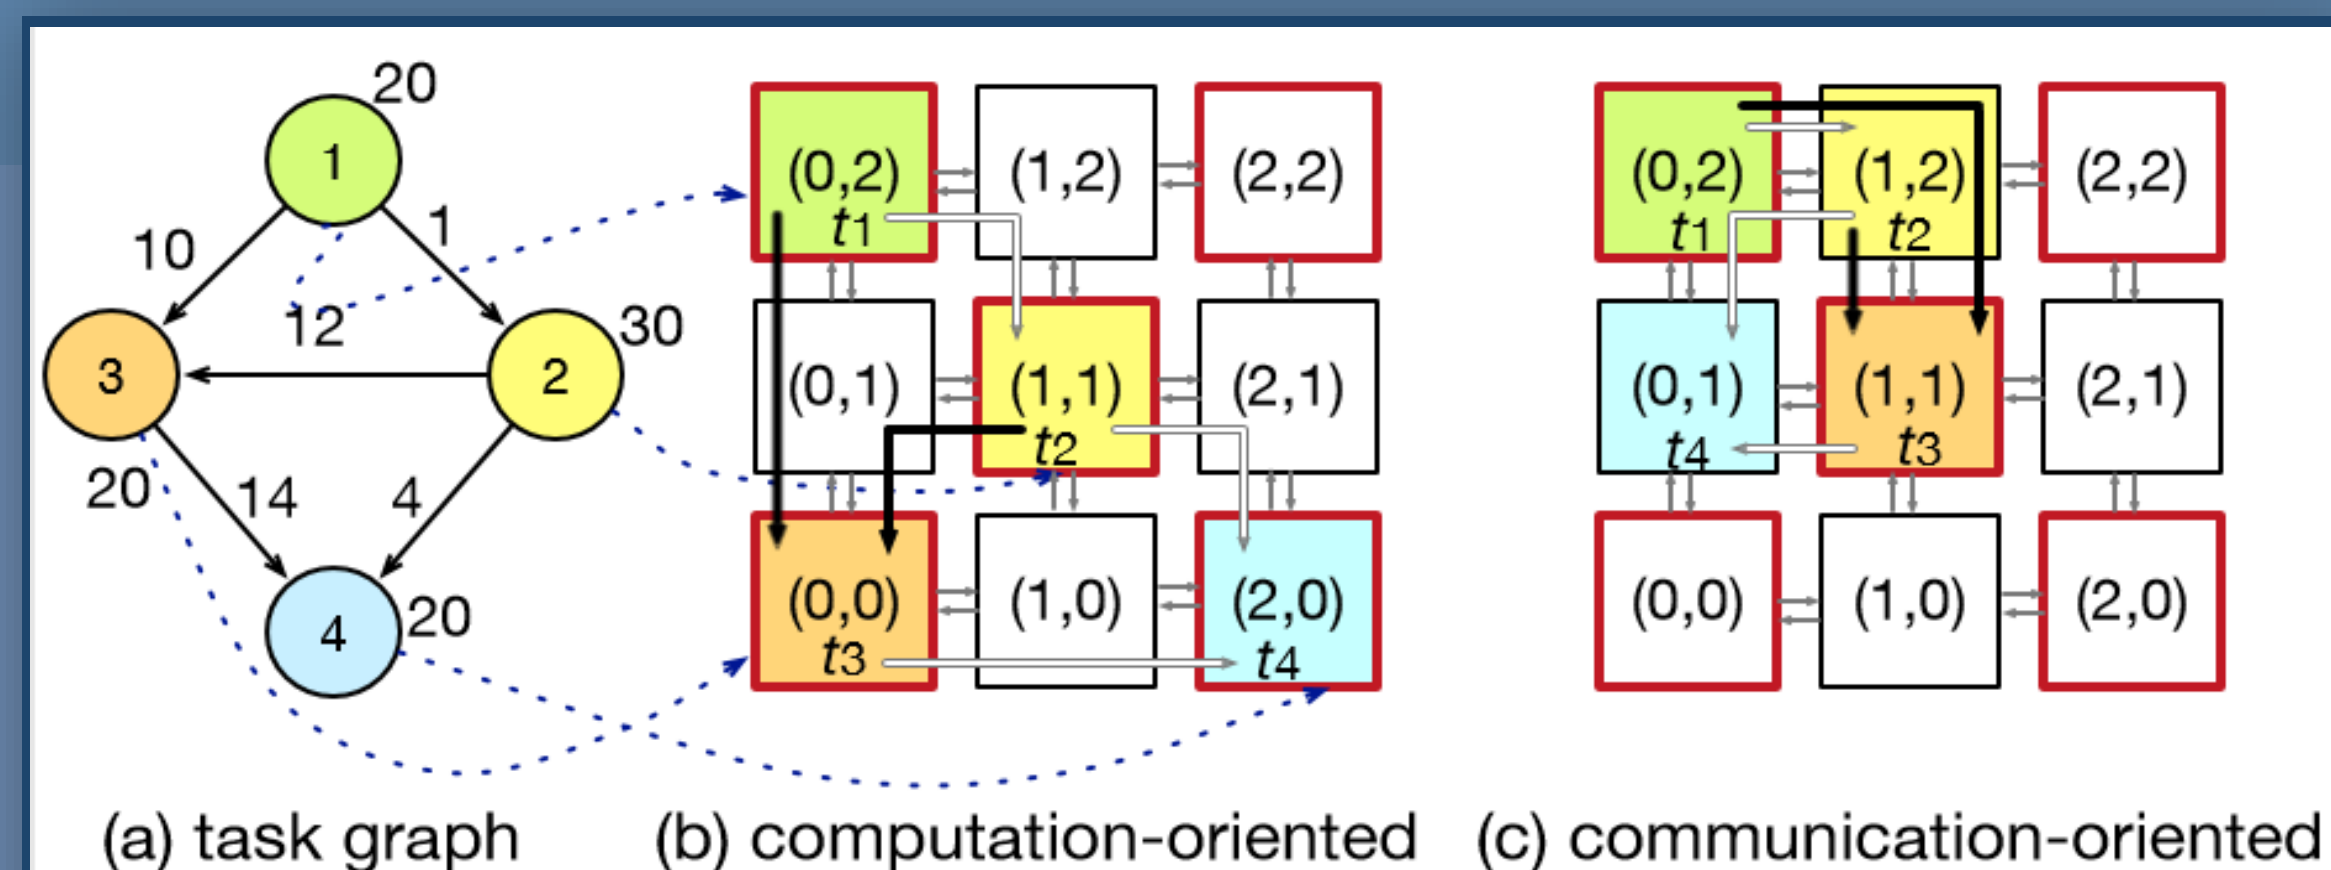 20
1
10
1
12
3
2
30
20
14
4
4
20
(0,2)
t1
(1,2)
(2,2)
(0,1)
(1,1)
t2
(2,1)
(0,0)
t3
(1,0)
(2,0)
t4
(0,2)
t1
(1,2)
t2
(2,2)
(0,1)
t4
(1,1)
t3
(2,1)
(0,0)
(1,0)
(2,0)
(a) task graph
(b) computation-oriented
(c) communication-oriented